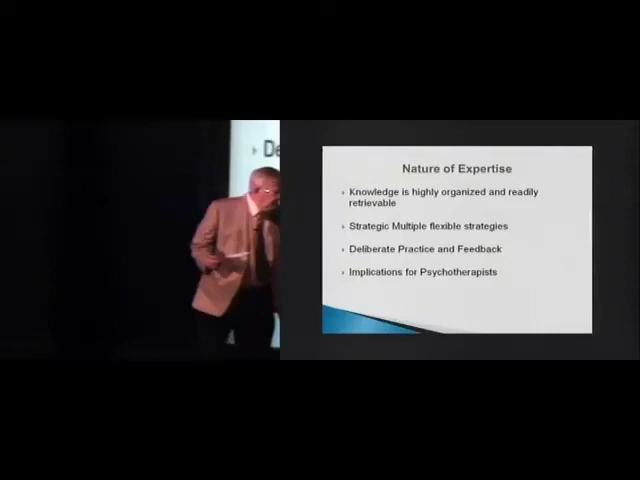 De
Nature of Expertise
Knowledge is highly organized and readily
retrievable
Strategic Multiple flexible strategies
Deliberate Practice and Feedback
Implications for Psychotherapists